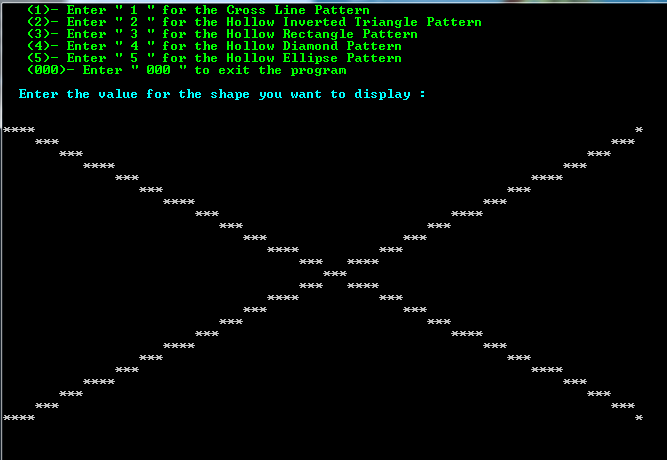 (1)- Enter " 1 " for the Cross Line Pattern
(2)- Enter " 2 " for the Hollow Inverted Triangle Pattern
(3)- Enter " 3 " for the Hollow Rectangle Pattern
(4)- Enter " 4 " for the Hollow Diamond Pattern
(5)- Enter " 5 " for the Hollow Ellipse Pattern
(000)- Enter " 000 " to exit the program
Enter the value for the shape you want to display :